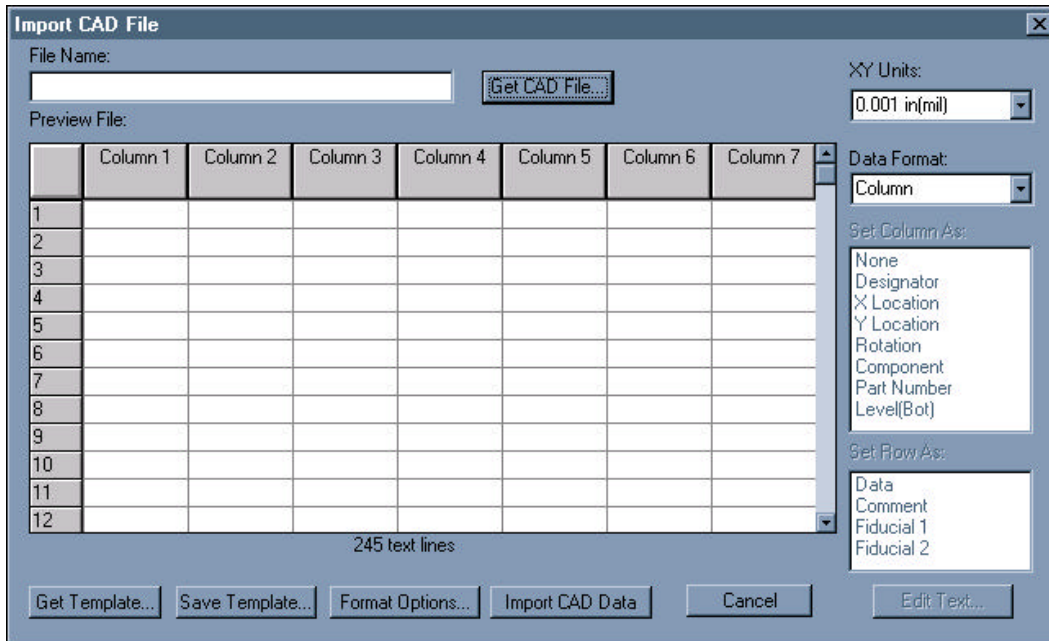 Import CAD File
File Name:
Get CAD File...
XY Units:
0.001 in(mil)
Preview File:
Column 1 Column 2 Column 3 Column 4 Column 5 Column 6 Column 7
Data Format:
Column
Set Column As:
None
Designator
X Location
Y Location
Rotation
Component
Part Number
Level(Bot)
Set Row As:
Data
Comment
Fiducial 1
Fiducial 2
1
2
3
4
5
6
7
8
9
10
11
12
245 text lines
Get Template... Save Template... Format Options... Import CAD Data Cancel Edit Text...